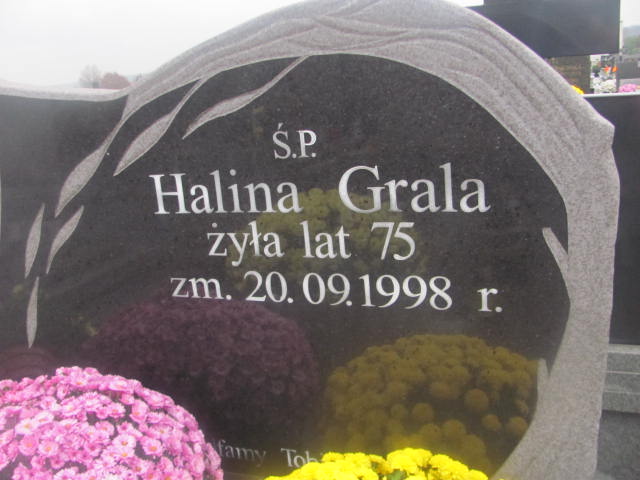 Ś.P.
Halina Grala
żyła lat 75
zm. 20.09.1998 r.